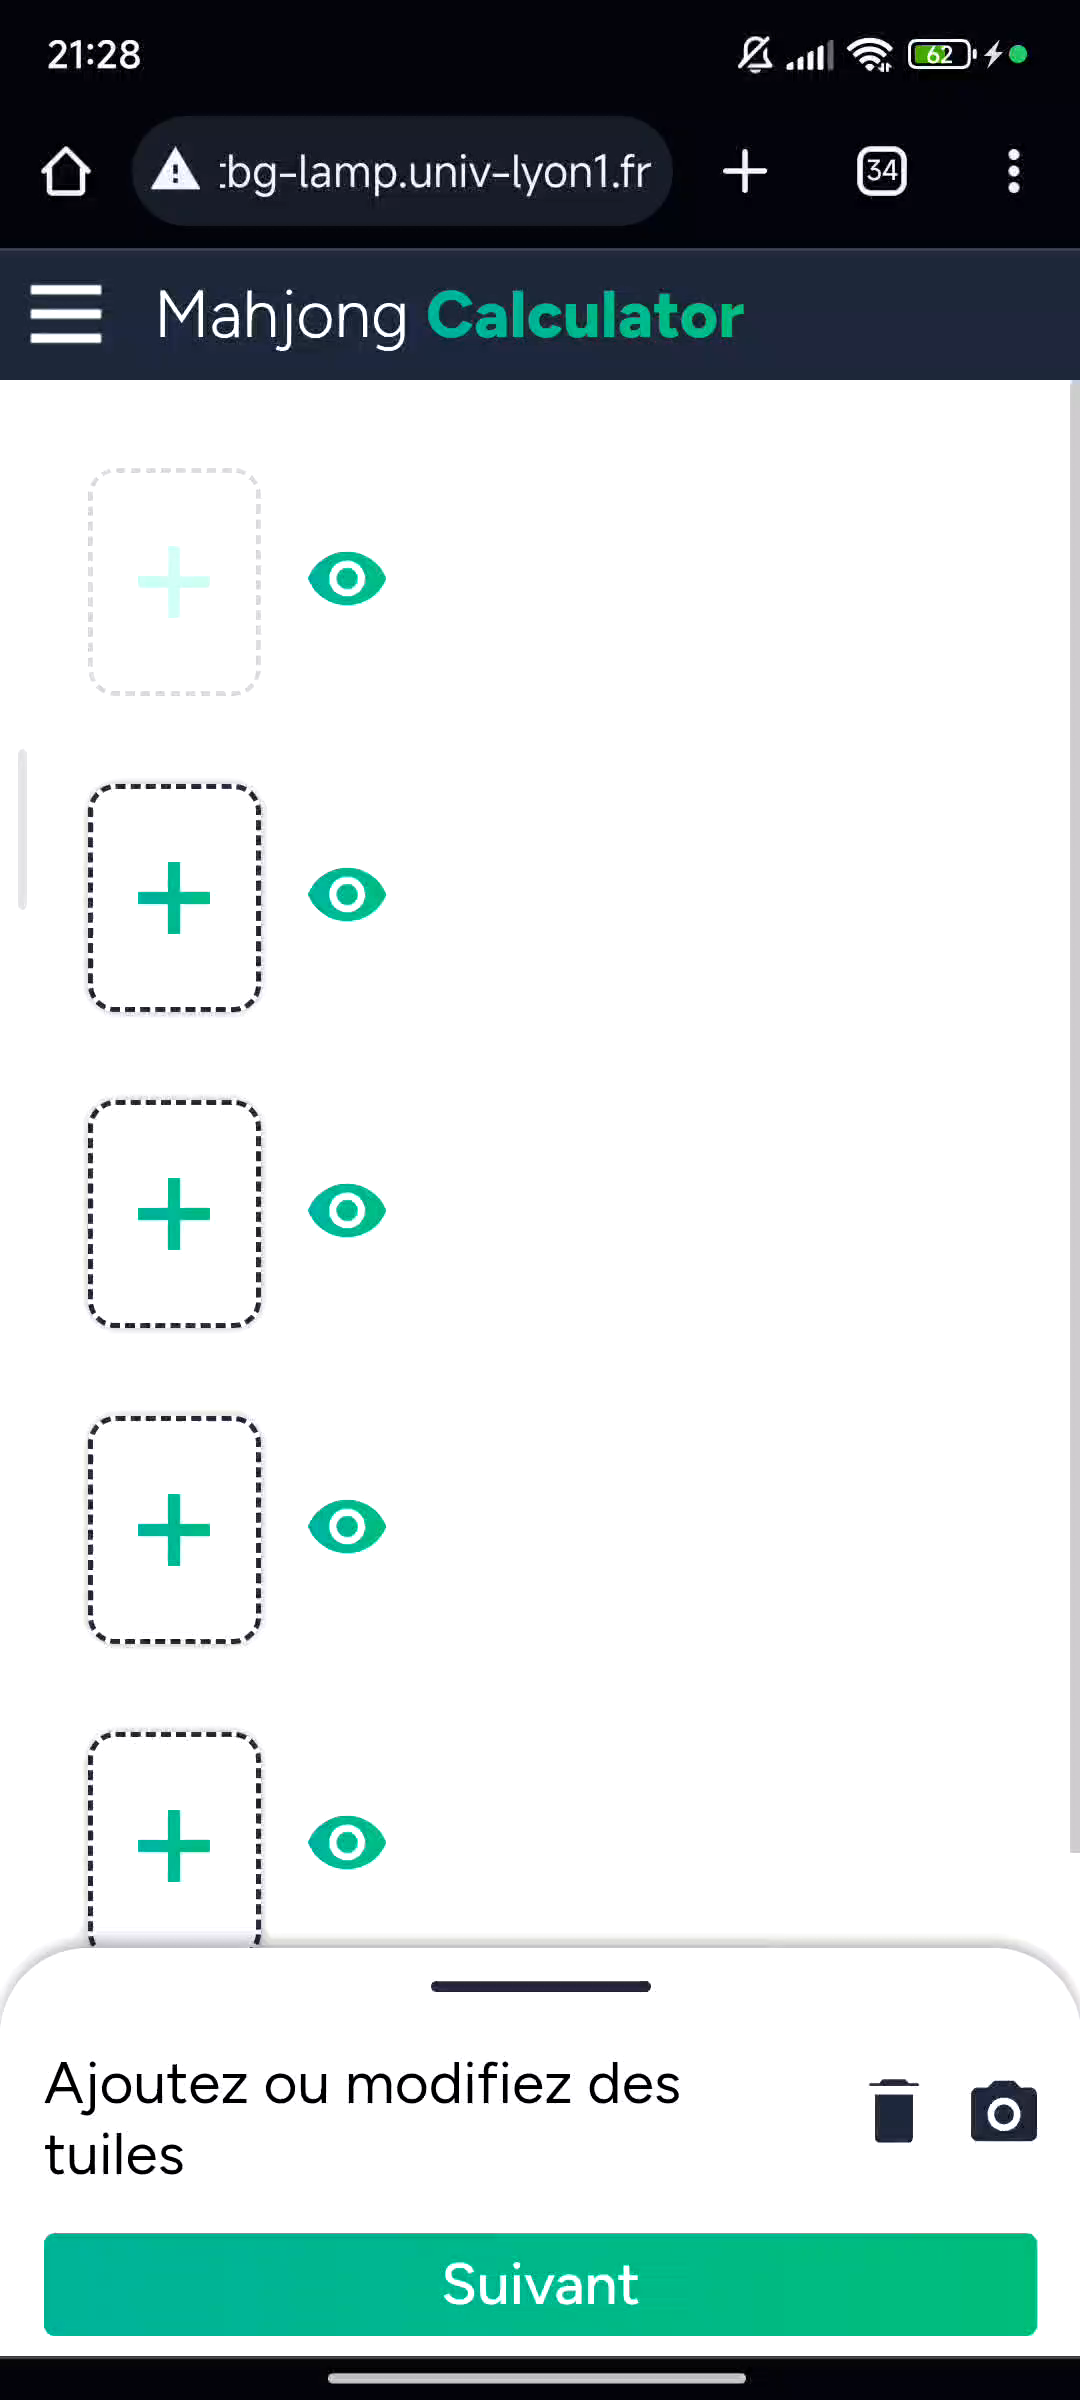 21:28
62
:bg-lamp.univ-lyon1.fr
34
Mahjong Calculator
Ajoutez ou modifiez des
tuiles
Suivant